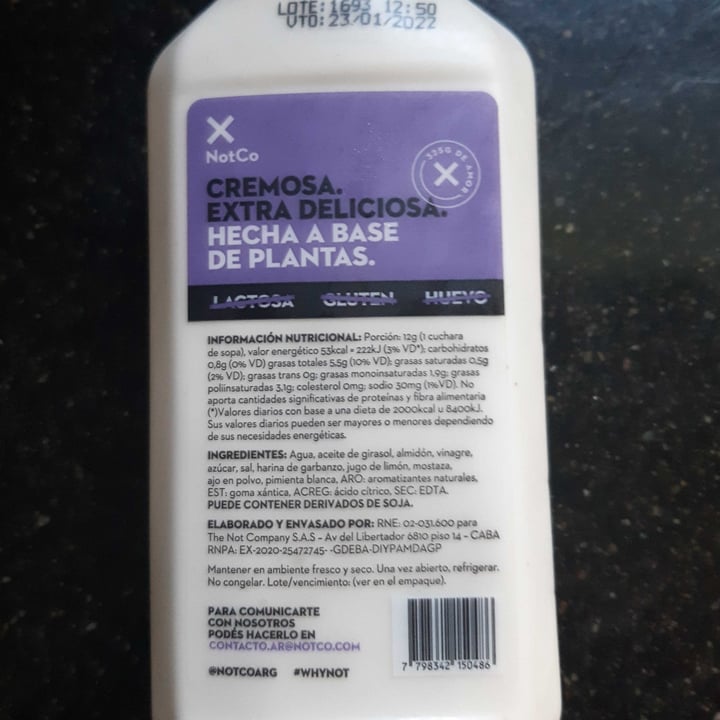 LOTE: 1693 12:50
VTO: 23/01/2022
NotCo
325G DE AMOR
CREMOSA.
EXTRA DELICIOSA.
HECHA A BASE
DE PLANTAS.
LACTOSA GLUTEN HUEVO
INFORMACIÓN NUTRICIONAL: Porción: 12g (1 cuchara
de sopa), valor energético 53kcal = 222kJ (3% VD*); carbohidratos
0,8g (0% VD) grasas totales 5,5g (10% VD); grasas saturadas 0,5g
(2% VD); grasas trans 0g; grasas monoinsaturadas 1,9g; grasas
poliinsaturadas 3,1g; colesterol 0mg; sodio 30mg (1%VD). No
aporta cantidades significativas de proteínas y fibra alimentaria
(*)Valores diarios con base a una dieta de 2000kcal u 8400kJ.
Sus valores diarios pueden ser mayores o menores dependiendo
de sus necesidades energéticas.
INGREDIENTES: Agua, aceite de girasol, almidón, vinagre,
azúcar, sal, harina de garbanzo, jugo de limón, mostaza,
ajo en polvo, pimienta blanca, ARO: aromatizantes naturales,
EST: goma xántica, ACREG: ácido cítrico, SEC: EDTA.
PUEDE CONTENER DERIVADOS DE SOJA.
ELABORADO Y ENVASADO POR: RNE: 02-031.600 para
The Not Company S.A.S - Av del Libertador 6810 piso 14 - CABA
RNPA: EX-2020-25472745- -GDEBA-DIYPAMDAGP
Mantener en ambiente fresco y seco. Una vez abierto, refrigerar.
No congelar. Lote/vencimiento: (ver en el empaque).
PARA COMUNICARTE
CON NOSOTROS
PODÉS HACERLO EN
CONTACTO.AR@NOTCO.COM
@NOTCOARG #WHYNOT
7 798342 150486